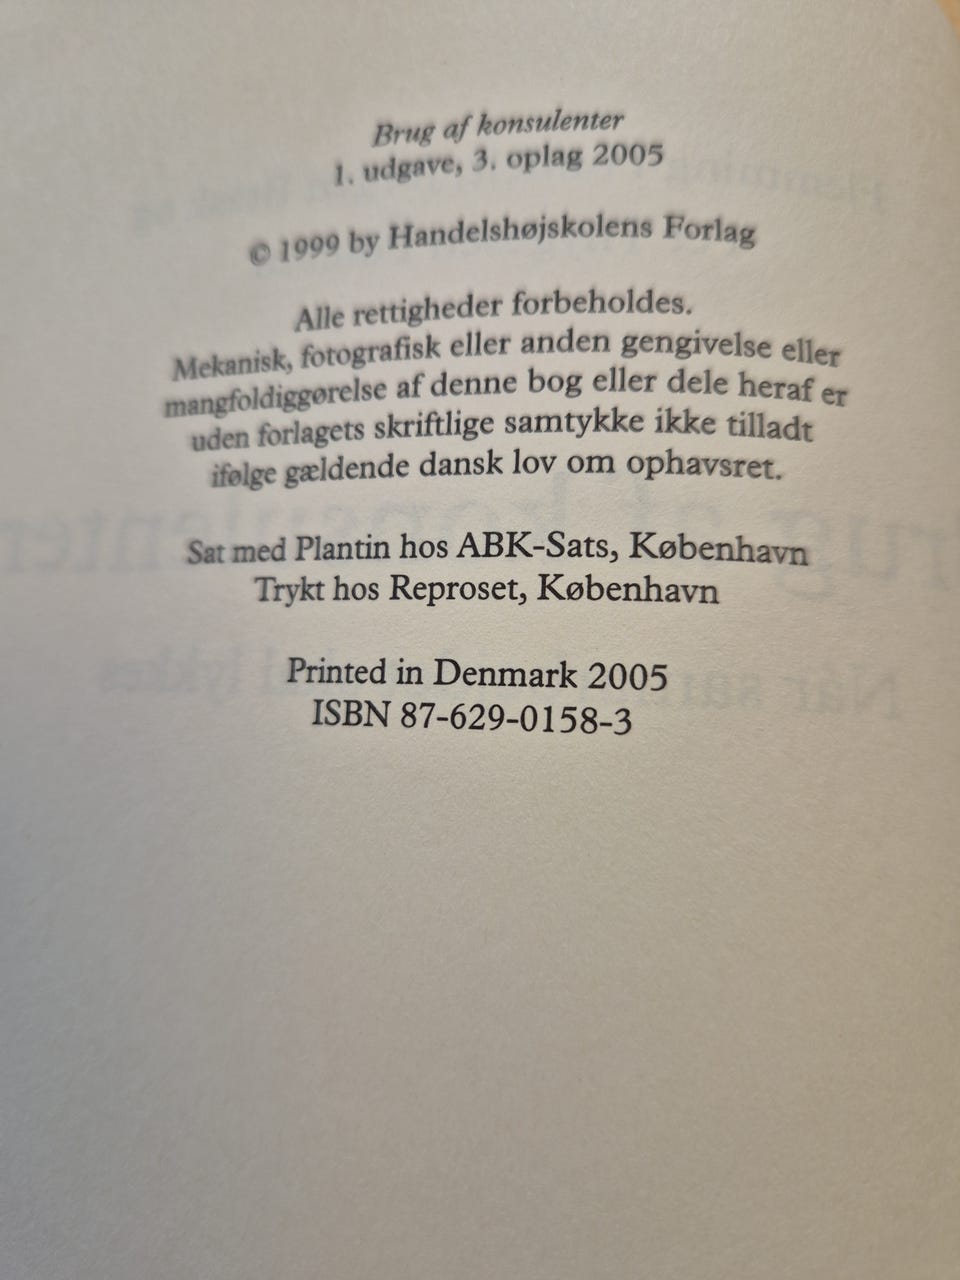 Brug af konsulenter
1. udgave, 3. oplag 2005
© 1999 by Handelshøjskolens Forlag
Alle rettigheder forbeholdes.
Mekanisk, fotografisk eller anden gengivelse eller
mangfoldiggørelse af denne bog eller dele heraf er
uden forlagets skriftlige samtykke ikke tilladt
ifølge gældende dansk lov om ophavsret.
Sat med Plantin hos ABK-Sats, København
Trykt hos Reproset, København
Printed in Denmark 2005
ISBN 87-629-0158-3